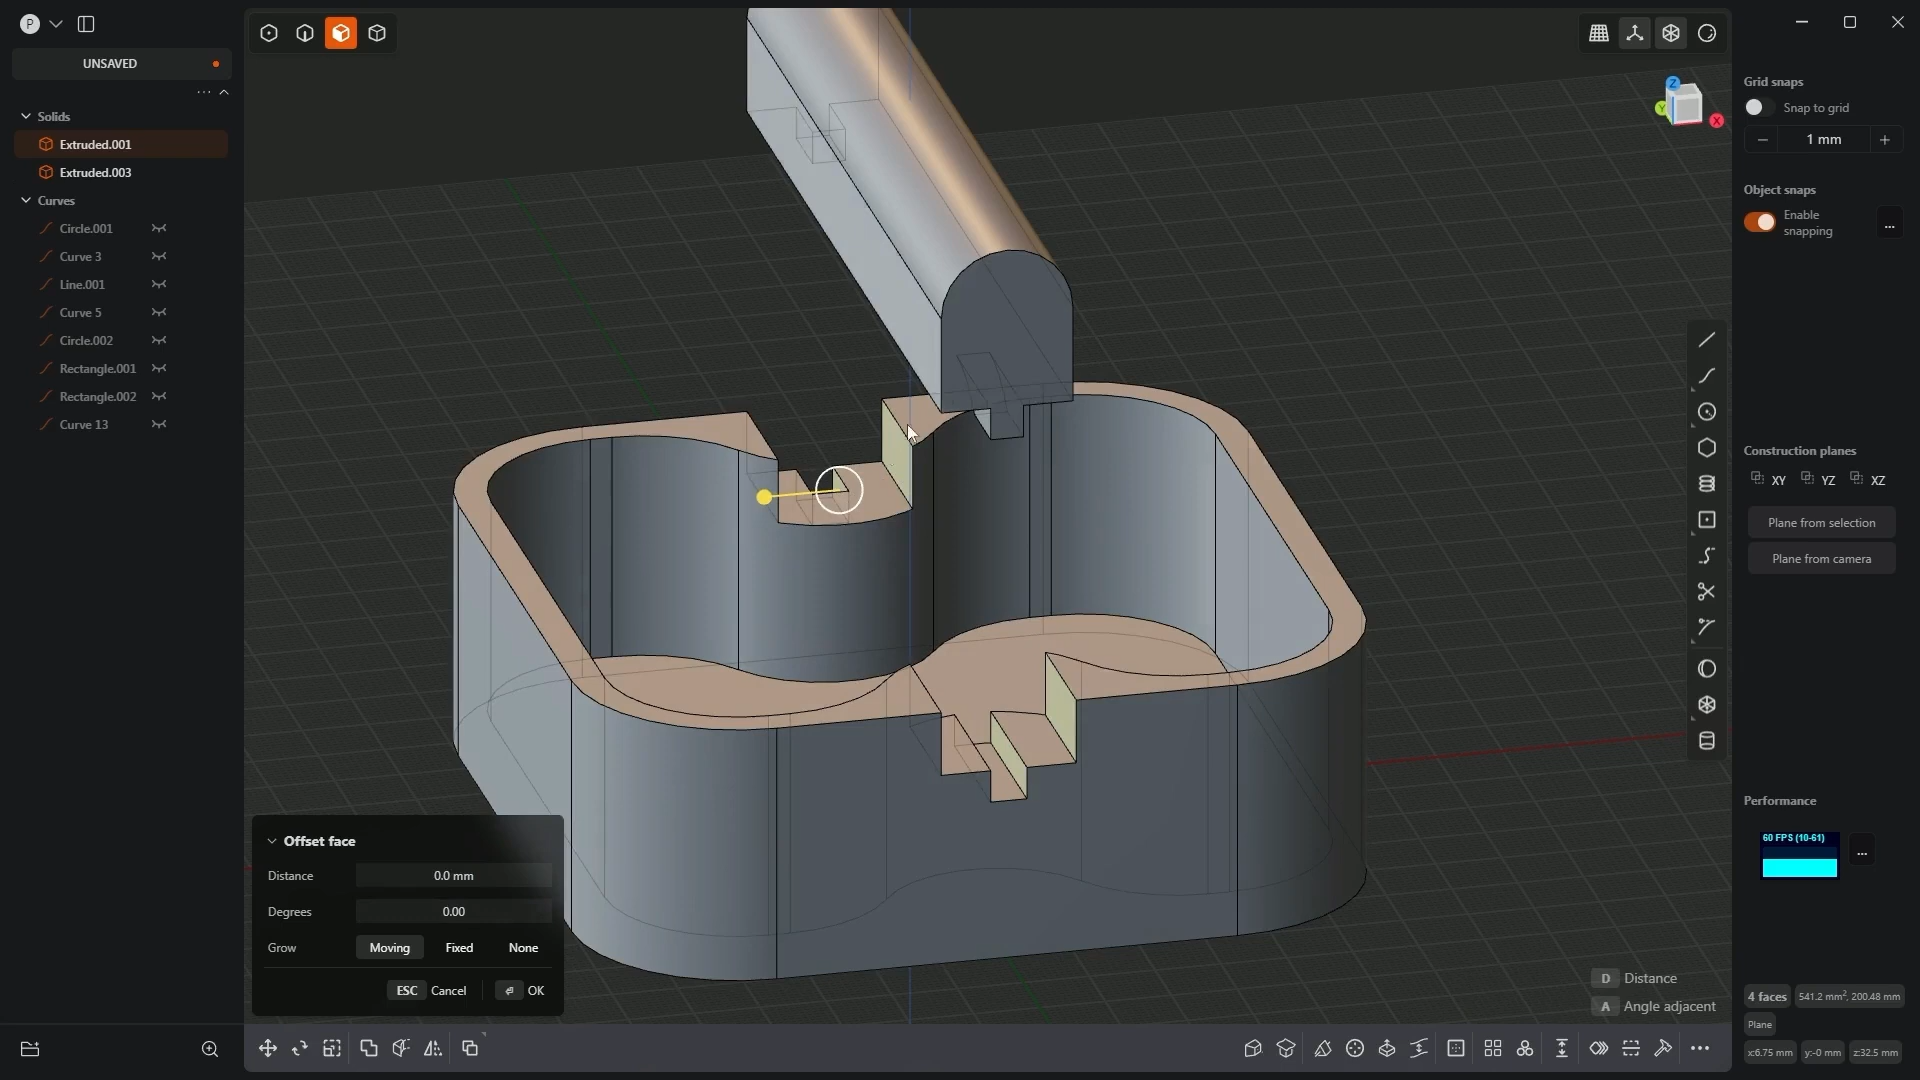 P
UNSAVED
Solids
Extruded.001
Extruded.003
Curves
Circle.001
Curve 3
Line.001
Curve 5
Circle.002
Rectangle.001
Rectangle.002
Curve 13
Offset face
Distance 0.0 mm
Degrees 0.00
Grow Moving Fixed None
ESC Cancel OK
Z
Y
X
D Distance
A Angle adjacent
Grid snaps
Snap to grid
1 mm
Object snaps
Enable
snapping
Construction planes
XY YZ XZ
Plane from selection
Plane from camera
Performance
60 FPS (10-61)
4 faces 541.2 mm², 200.48 mm
Plane
x:6.75 mm y:-0 mm z:32.5 mm